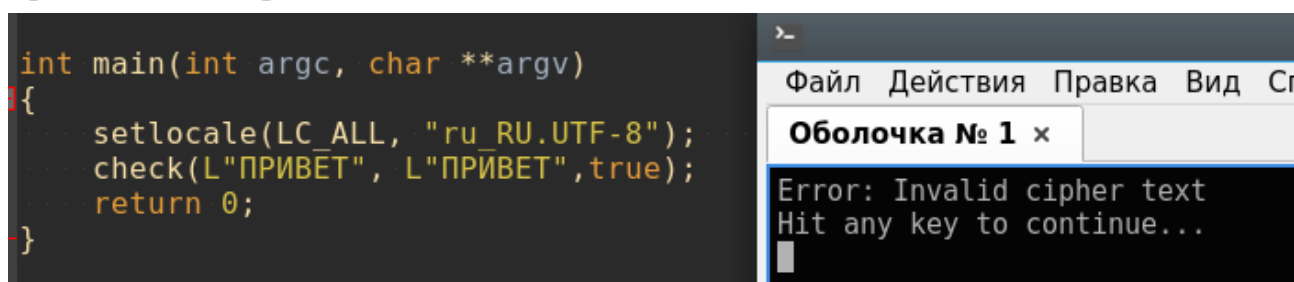 int main(int argc, char **argv)
{
setlocale(LC_ALL, "ru_RU.UTF-8");
check(L"ПРИВЕТ", L"ПРИВЕТ",true);
return 0;
}
Файл Действия Правка Вид
Оболочка № 1 ×
Error: Invalid cipher text
Hit any key to continue...